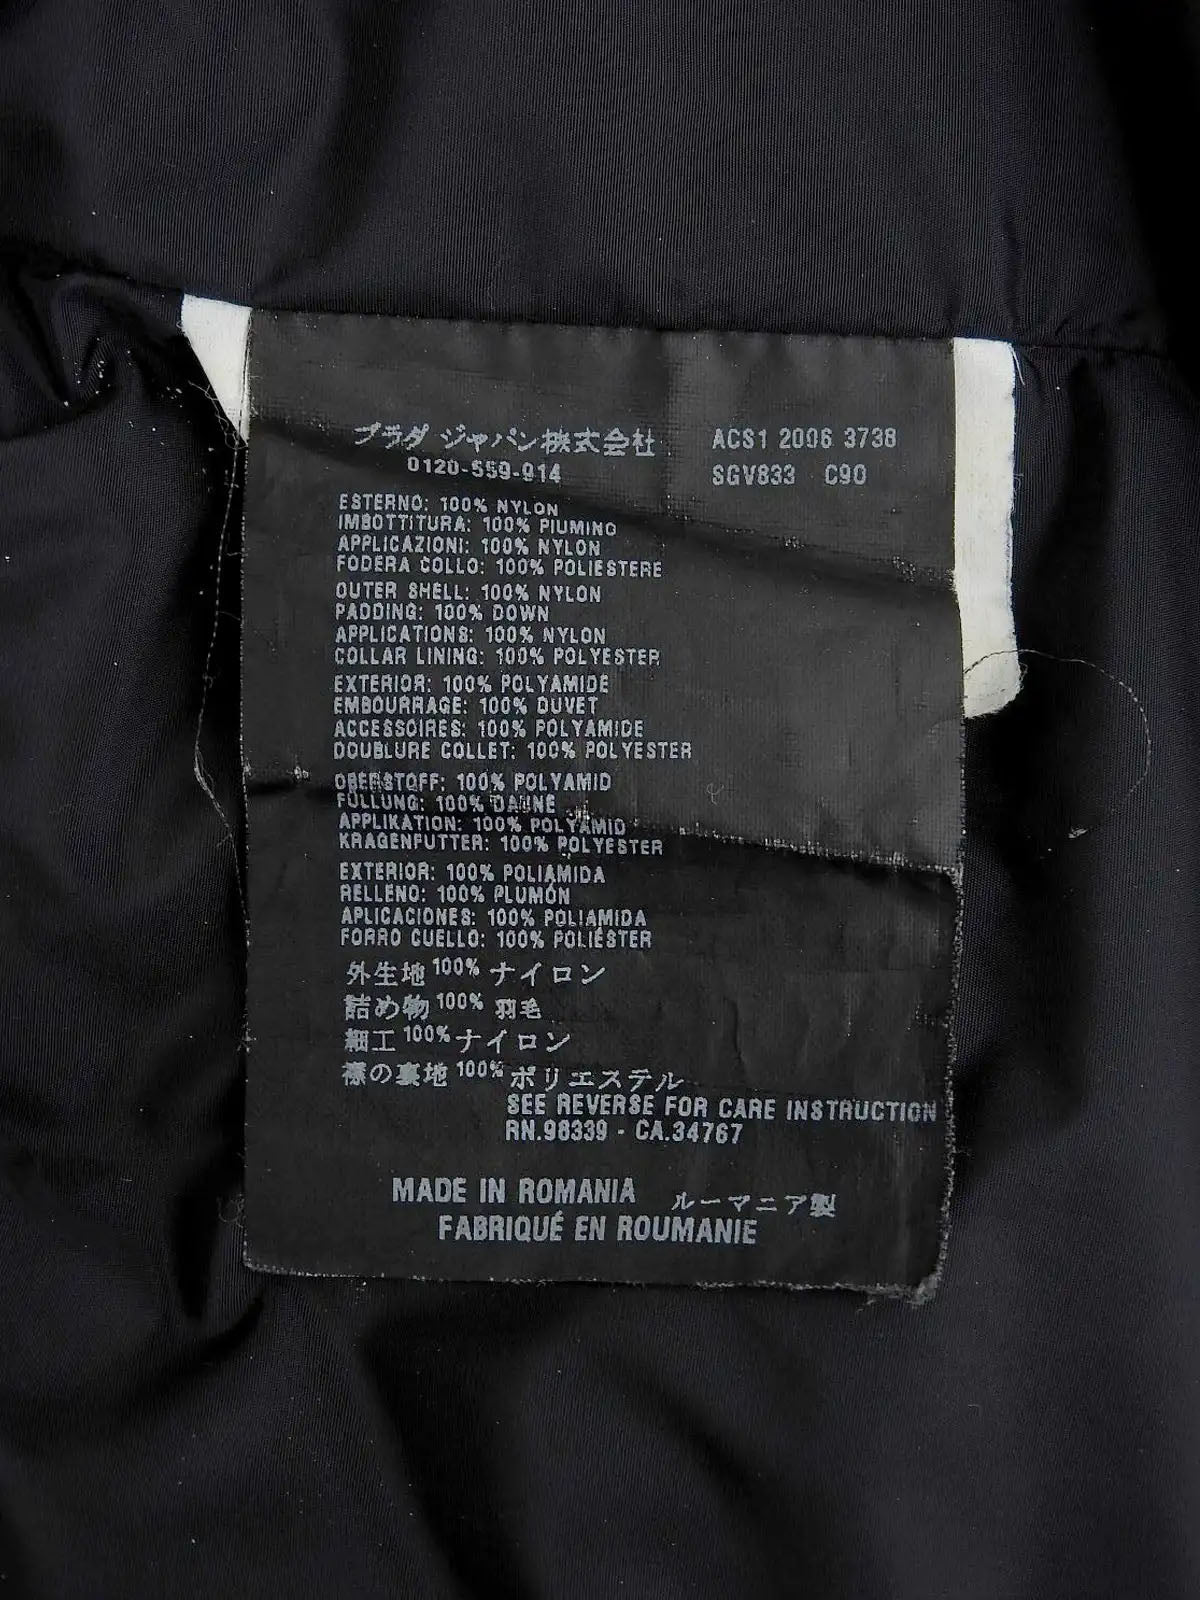 プラダ ジャパン株式会社 ACS1 2006 3738
0120-559-914 SGV833 C90
ESTERNO: 100% NYLON
IMBOTTITURA: 100% PIUMINO
APPLICAZIONI: 100% NYLON
FODERA COLLO: 100% POLIESTERE
OUTER SHELL: 100% NYLON
PADDING: 100% DOWN
APPLICATIONS: 100% NYLON
COLLAR LINING: 100% POLYESTER
EXTERIOR: 100% POLYAMIDE
EMBOURRAGE: 100% DUVET
ACCESSOIRES: 100% POLYAMIDE
DOUBLURE COLLET: 100% POLYESTER
OBERSTOFF: 100% POLYAMID
FÜLLUNG: 100% DAUNE
APPLIKATION: 100% POLYAMID
KRAGENFUTTER: 100% POLYESTER
EXTERIOR: 100% POLIAMIDA
RELLENO: 100% PLUMÓN
APLICACIONES: 100% POLIAMIDA
FORRO CUELLO: 100% POLIÉSTER
外生地 100% ナイロン
詰め物 100% 羽毛
細工 100% ナイロン
襟の裏地 100% ポリエステル
SEE REVERSE FOR CARE INSTRUCTION
RN.98339 - CA.34767
MADE IN ROMANIA ルーマニア製
FABRIQUÉ EN ROUMANIE